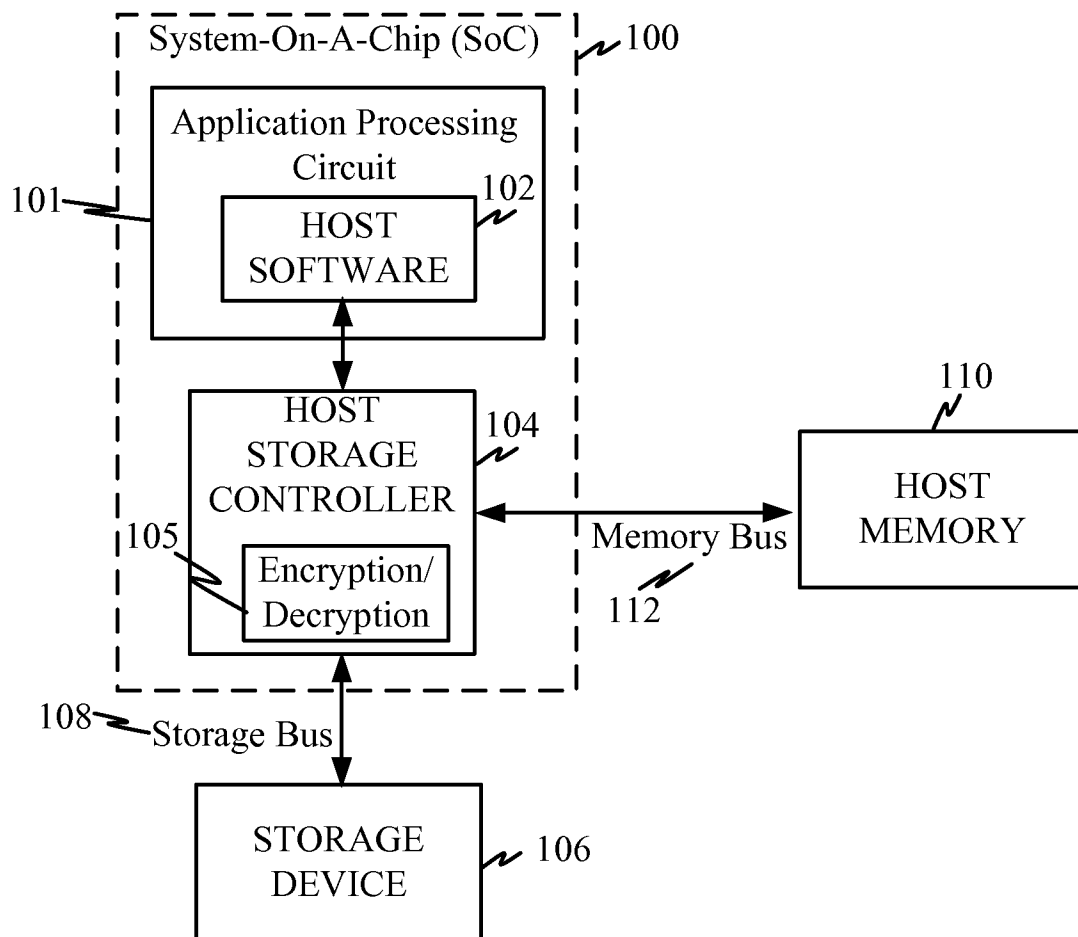 System-On-A-Chip (SoC)
100
Application Processing
Circuit
101
102
HOST
SOFTWARE
HOST
STORAGE
CONTROLLER
104
110
HOST
MEMORY
Memory Bus
112
105
Encryption/
Decryption
108
Storage Bus
STORAGE
DEVICE
106